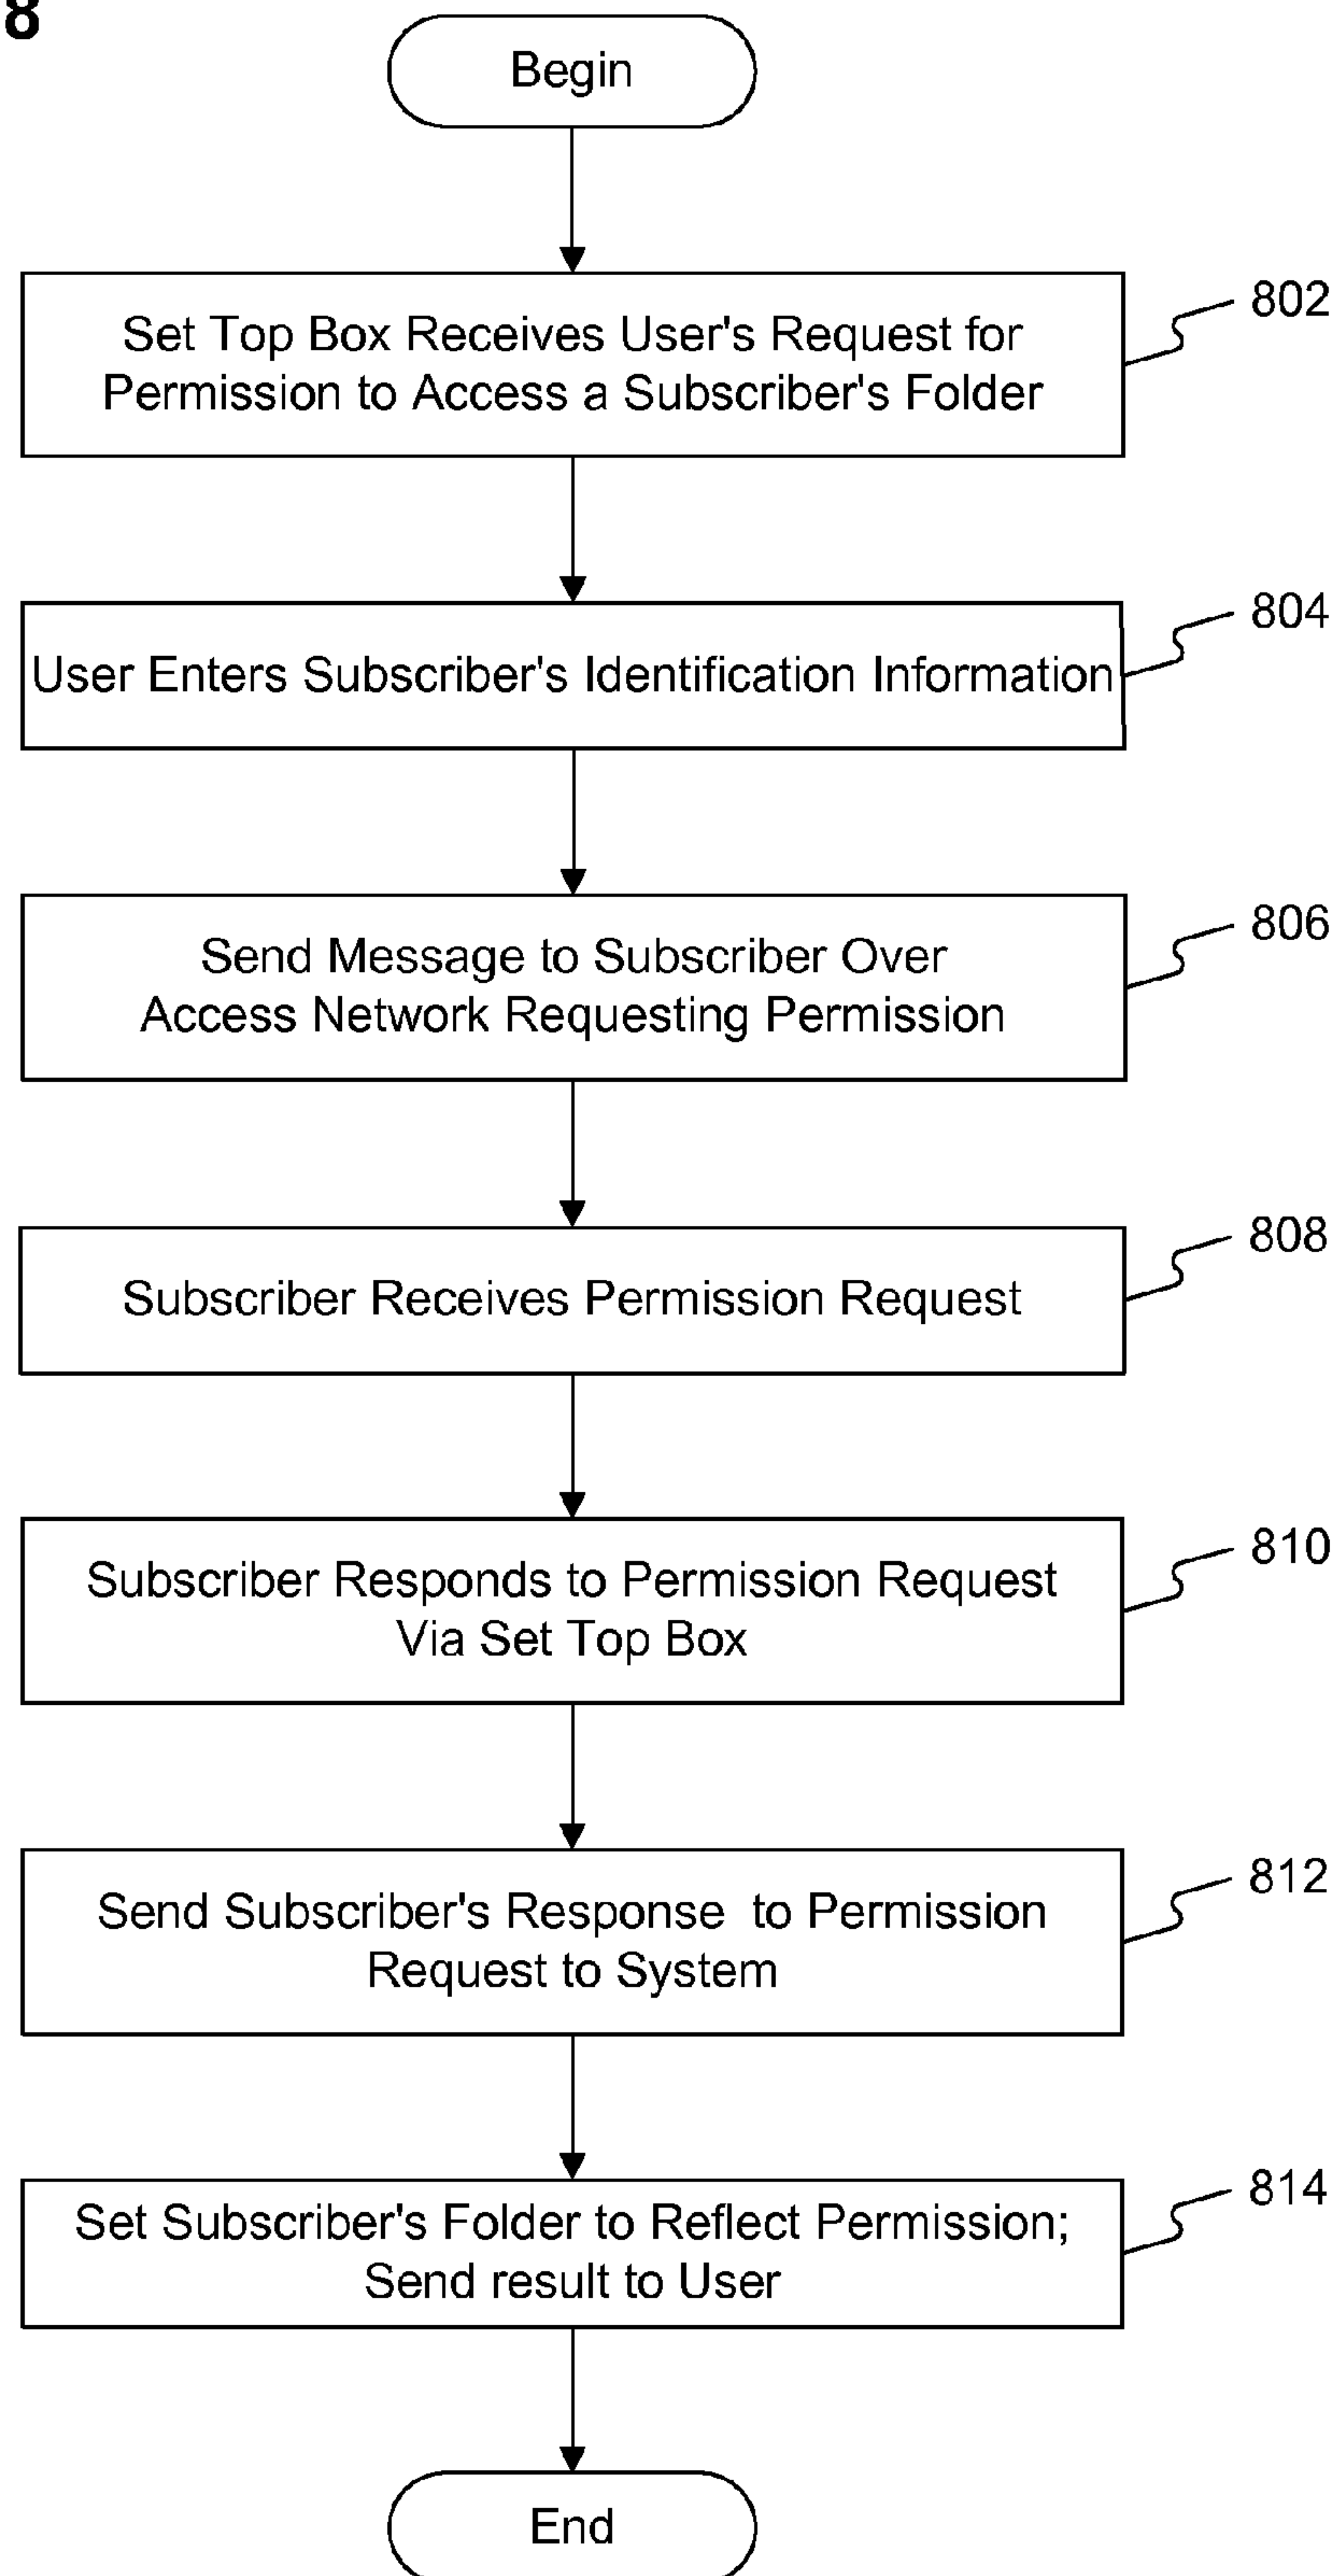 8
Begin
Set Top Box Receives User's Request for
Permission to Access a Subscriber's Folder
802
User Enters Subscriber's Identification Information
804
Send Message to Subscriber Over
Access Network Requesting Permission
806
Subscriber Receives Permission Request
808
Subscriber Responds to Permission Request
Via Set Top Box
810
Send Subscriber's Response to Permission
Request to System
812
Set Subscriber's Folder to Reflect Permission;
Send result to User
814
End